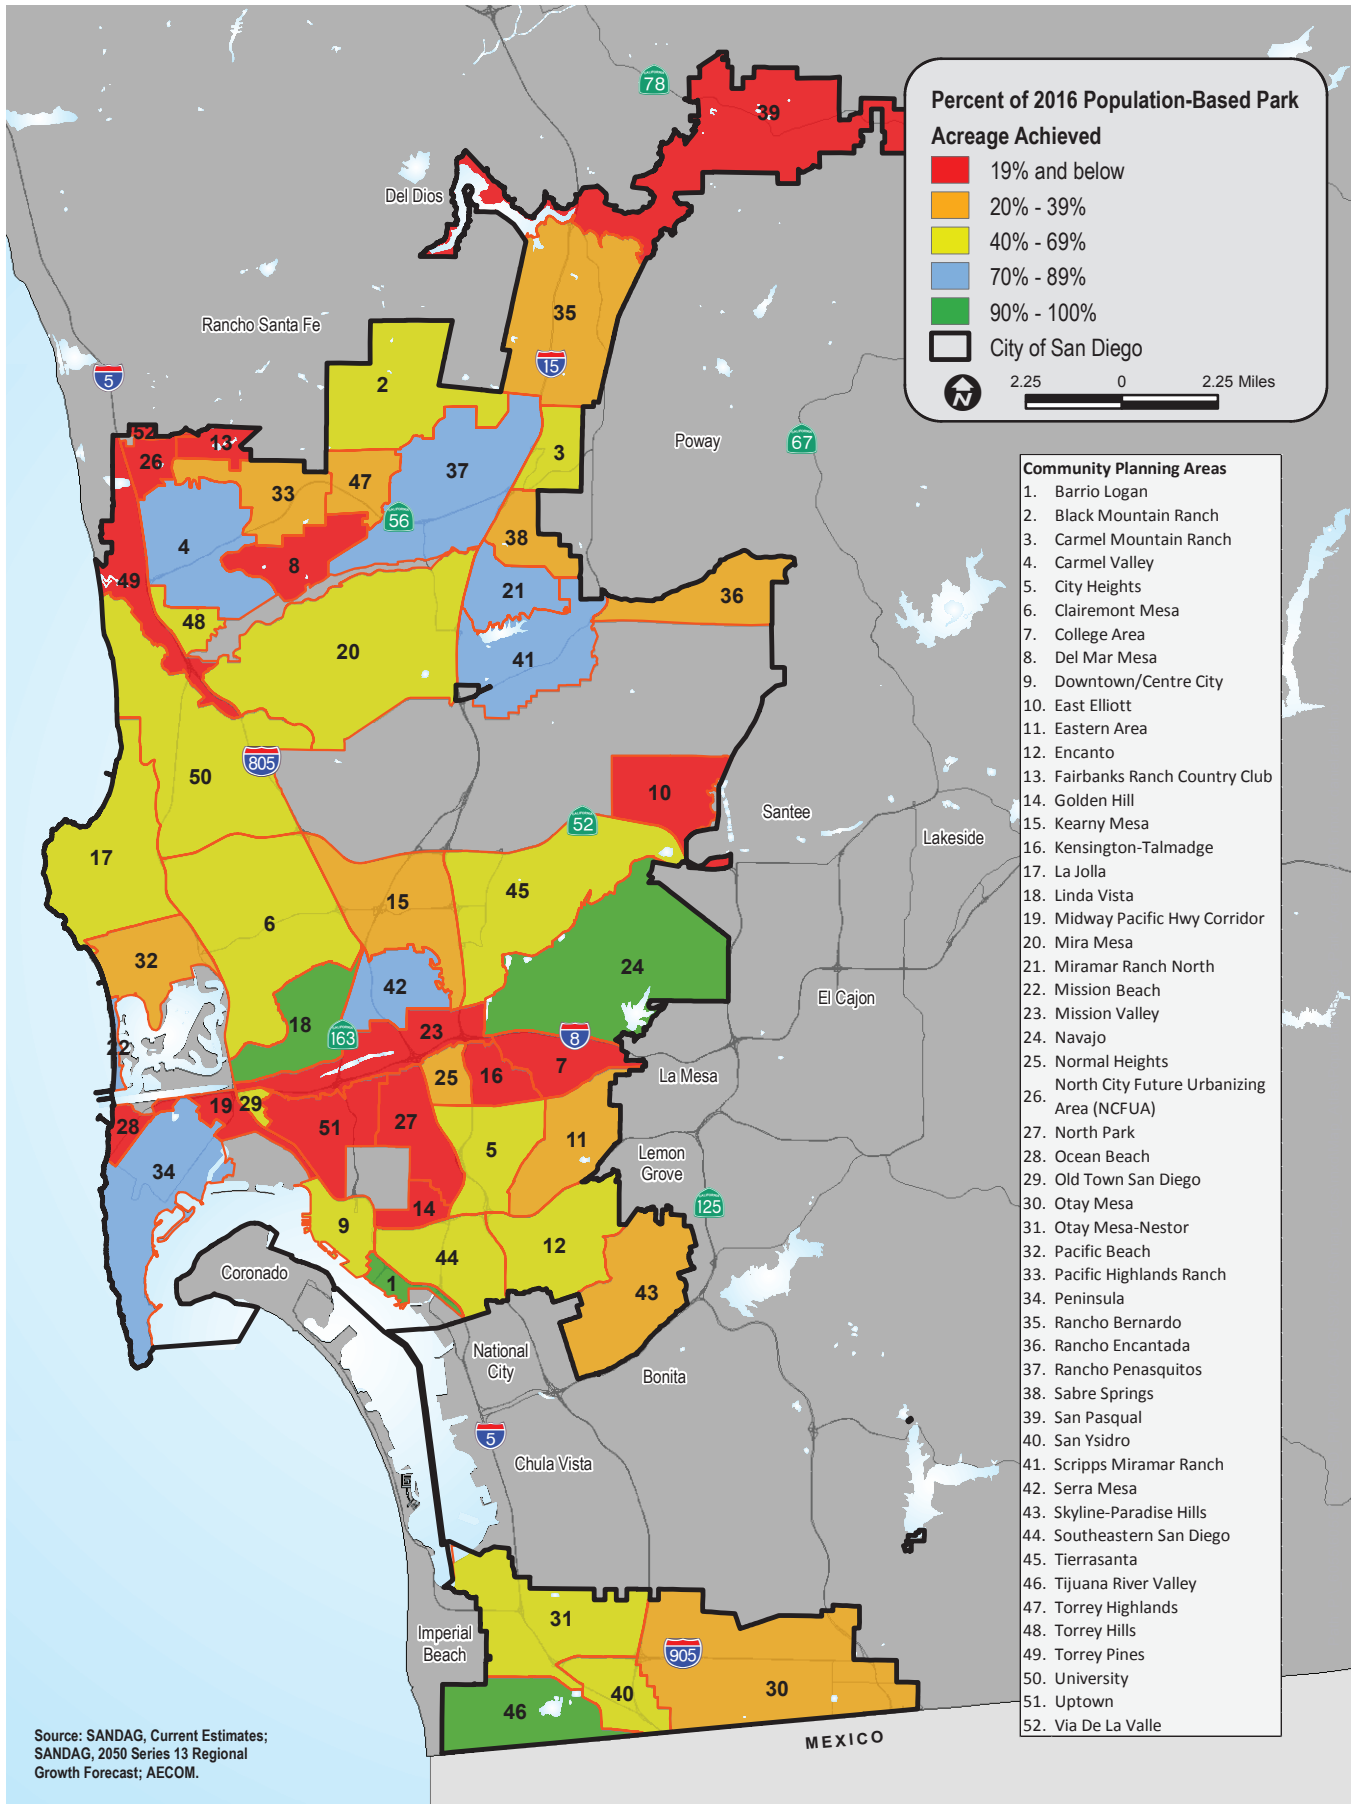 Percent of 2016 Population-Based Park
Acreage Achieved
19% and below
20% - 39%
40% - 69%
70% - 89%
90% - 100%
City of San Diego
N
2.25 0 2.25 Miles
Community Planning Areas
1. Barrio Logan
2. Black Mountain Ranch
3. Carmel Mountain Ranch
4. Carmel Valley
5. City Heights
6. Clairemont Mesa
7. College Area
8. Del Mar Mesa
9. Downtown/Centre City
10. East Elliott
11. Eastern Area
12. Encanto
13. Fairbanks Ranch Country Club
14. Golden Hill
15. Kearny Mesa
16. Kensington-Talmadge
17. La Jolla
18. Linda Vista
19. Midway Pacific Hwy Corridor
20. Mira Mesa
21. Miramar Ranch North
22. Mission Beach
23. Mission Valley
24. Navajo
25. Normal Heights
26. North City Future Urbanizing
Area (NCFUA)
27. North Park
28. Ocean Beach
29. Old Town San Diego
30. Otay Mesa
31. Otay Mesa-Nestor
32. Pacific Beach
33. Pacific Highlands Ranch
34. Peninsula
35. Rancho Bernardo
36. Rancho Encantada
37. Rancho Penasquitos
38. Sabre Springs
39. San Pasqual
40. San Ysidro
41. Scripps Miramar Ranch
42. Serra Mesa
43. Skyline-Paradise Hills
44. Southeastern San Diego
45. Tierrasanta
46. Tijuana River Valley
47. Torrey Highlands
48. Torrey Hills
49. Torrey Pines
50. University
51. Uptown
52. Via De La Valle
78
39
Del Dios
35
Rancho Santa Fe
15
5
2
Poway
67
52
13
26
3
37
47
33
56
38
4
8
49
21
36
48
20
41
805
50
10
Santee
52
Lakeside
17
45
15
6
32
24
42
El Cajon
18
163
23
8
22
7
La Mesa
25
16
19
29
28
51
27
5
11
34
Lemon
Grove
14
125
9
12
44
Coronado
1
43
National
City
Bonita
5
Chula Vista
31
Imperial
Beach
905
40
30
46
MEXICO
Source: SANDAG, Current Estimates;
SANDAG, 2050 Series 13 Regional
Growth Forecast; AECOM.